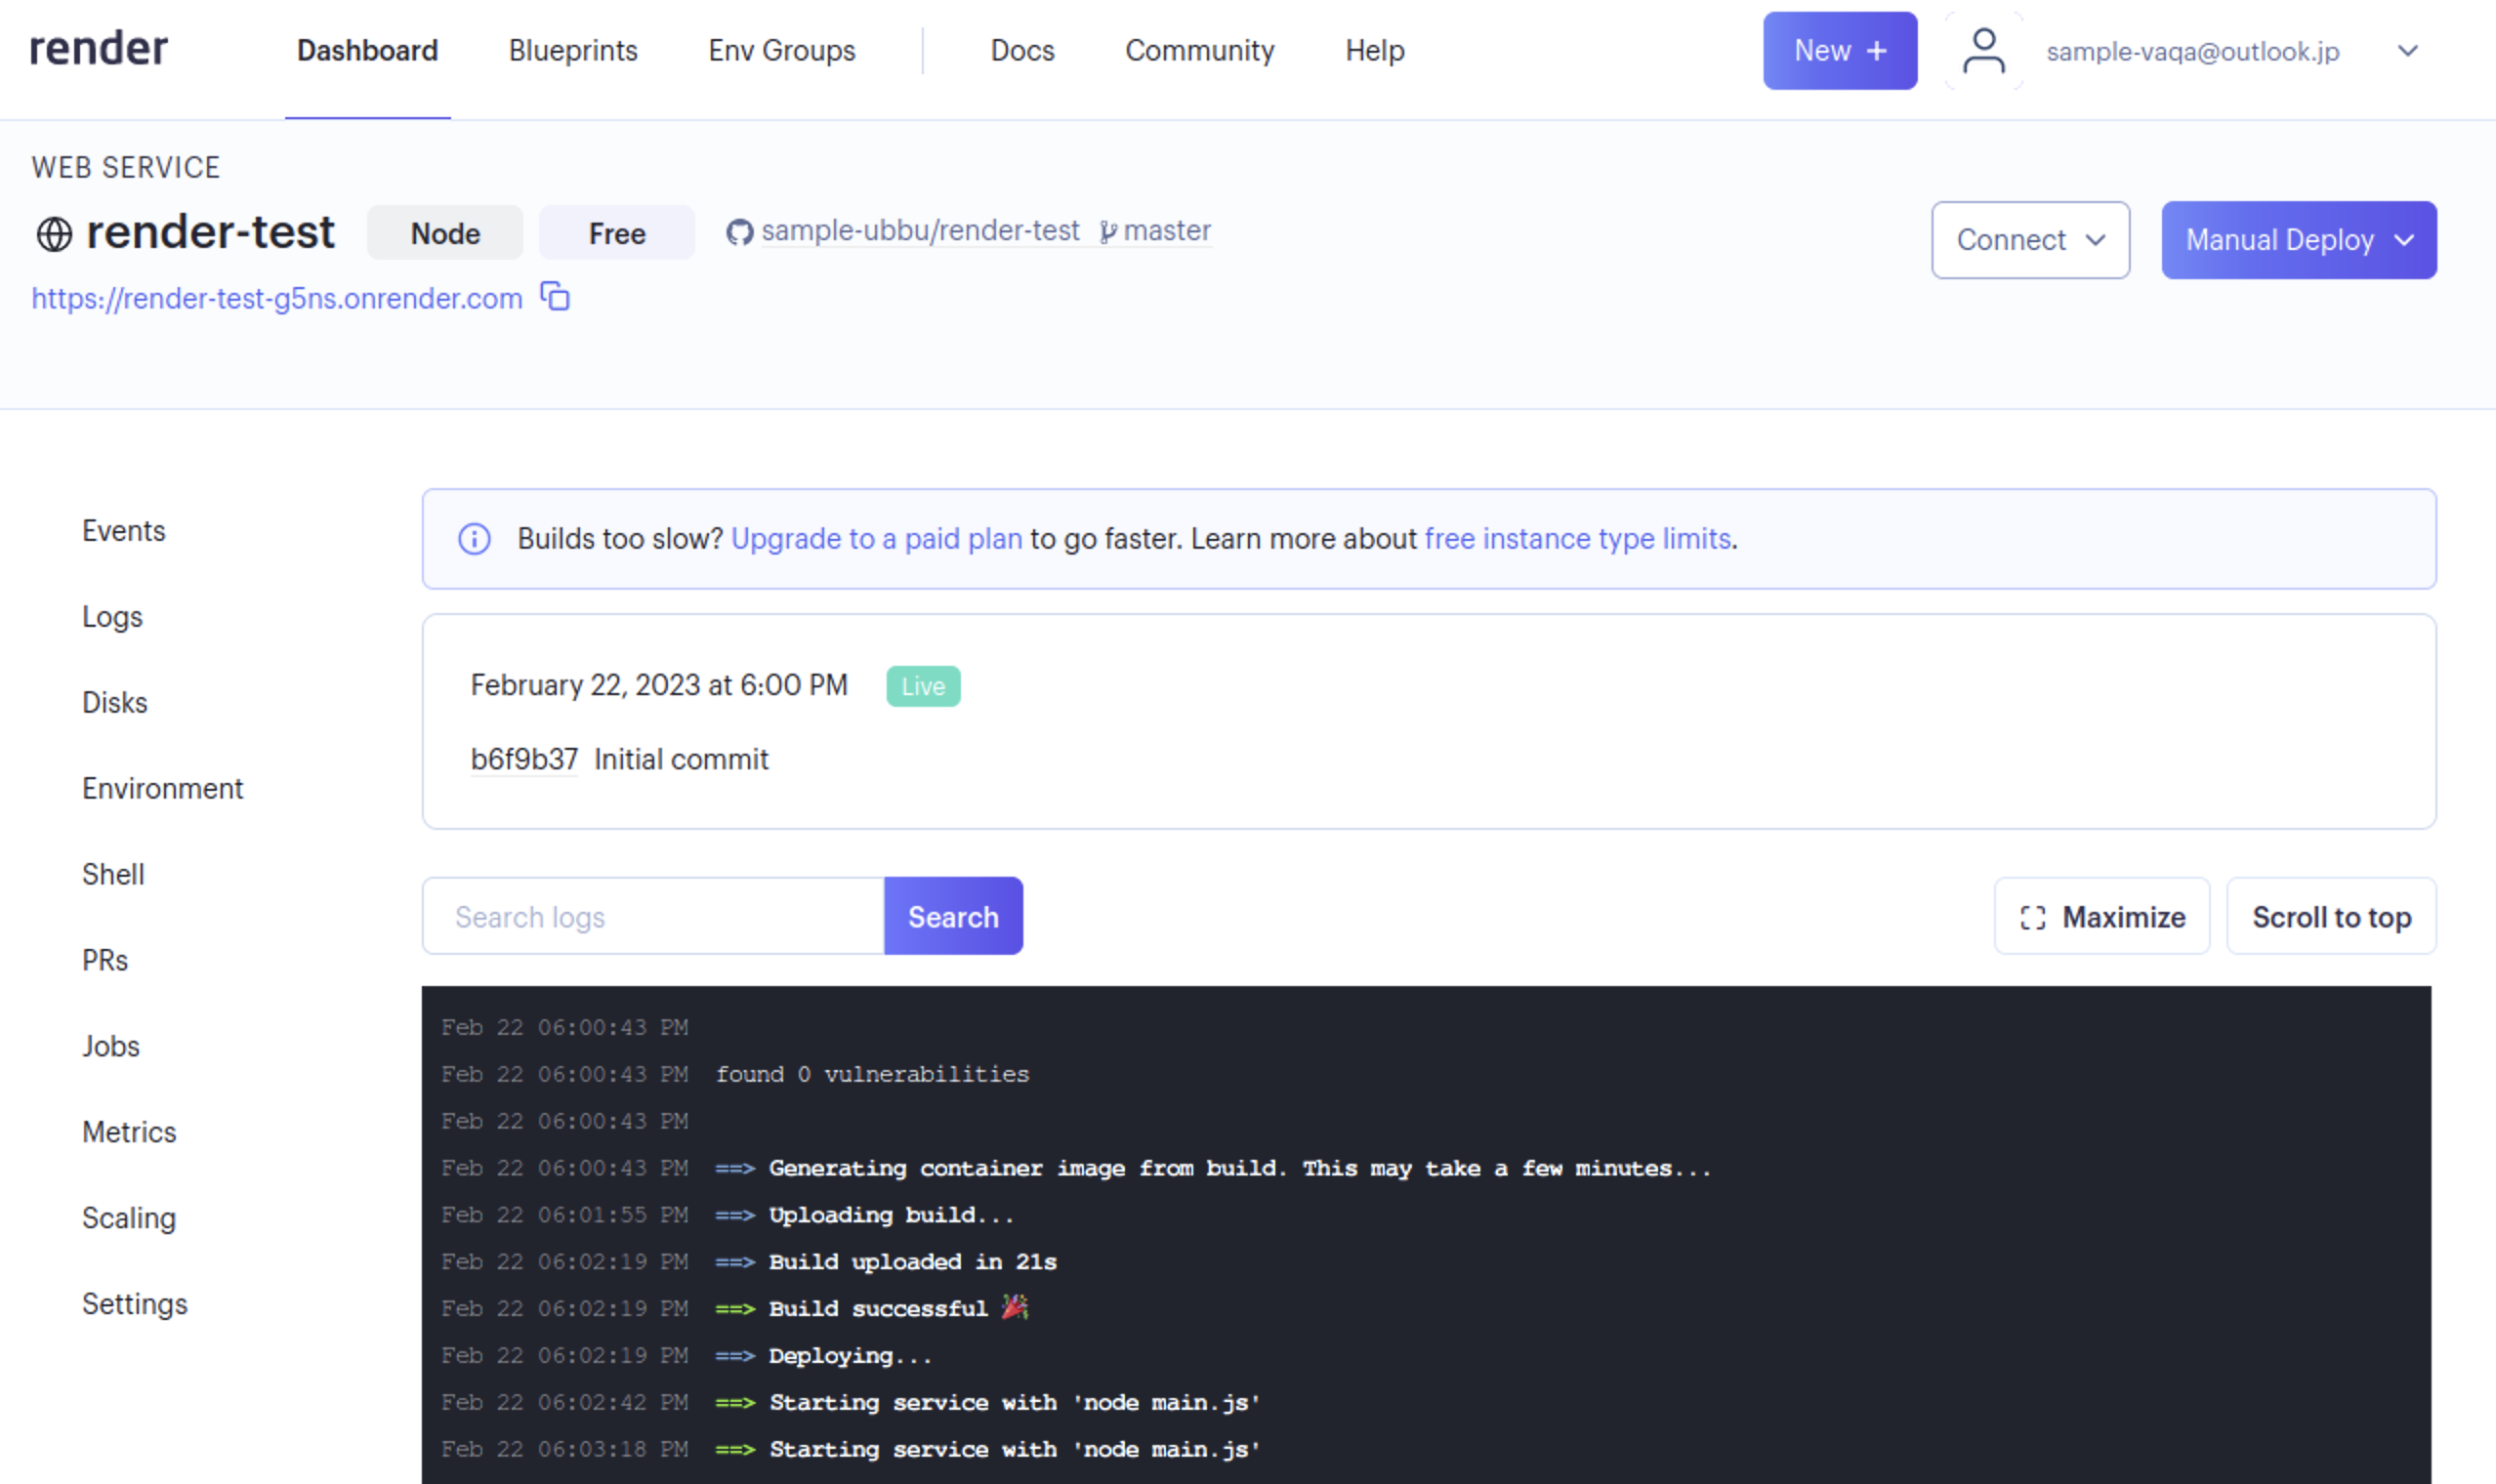 render Dashboard Blueprints Env Groups Docs Community Help New + sample-vaqa@outlook.jp
WEB SERVICE
render-test Node Free sample-ubbu/render-test master Connect Manual Deploy
https://render-test-g5ns.onrender.com
Events
Logs
Disks
Environment
Shell
PRs
Jobs
Metrics
Scaling
Settings
Builds too slow? Upgrade to a paid plan to go faster. Learn more about free instance type limits.
February 22, 2023 at 6:00 PM Live
b6f9b37 Initial commit
Search logs Search Maximize Scroll to top
Feb 22 06:00:43 PM
Feb 22 06:00:43 PM found 0 vulnerabilities
Feb 22 06:00:43 PM
Feb 22 06:00:43 PM ==> Generating container image from build. This may take a few minutes...
Feb 22 06:01:55 PM ==> Uploading build...
Feb 22 06:02:19 PM ==> Build uploaded in 21s
Feb 22 06:02:19 PM ==> Build successful 🎉
Feb 22 06:02:19 PM ==> Deploying...
Feb 22 06:02:42 PM ==> Starting service with 'node main.js'
Feb 22 06:03:18 PM ==> Starting service with 'node main.js'